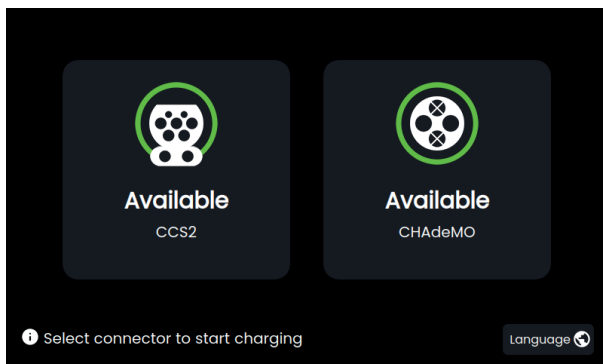 Available
CCS2
Available
CHAdeMO
Select connector to start charging
Language